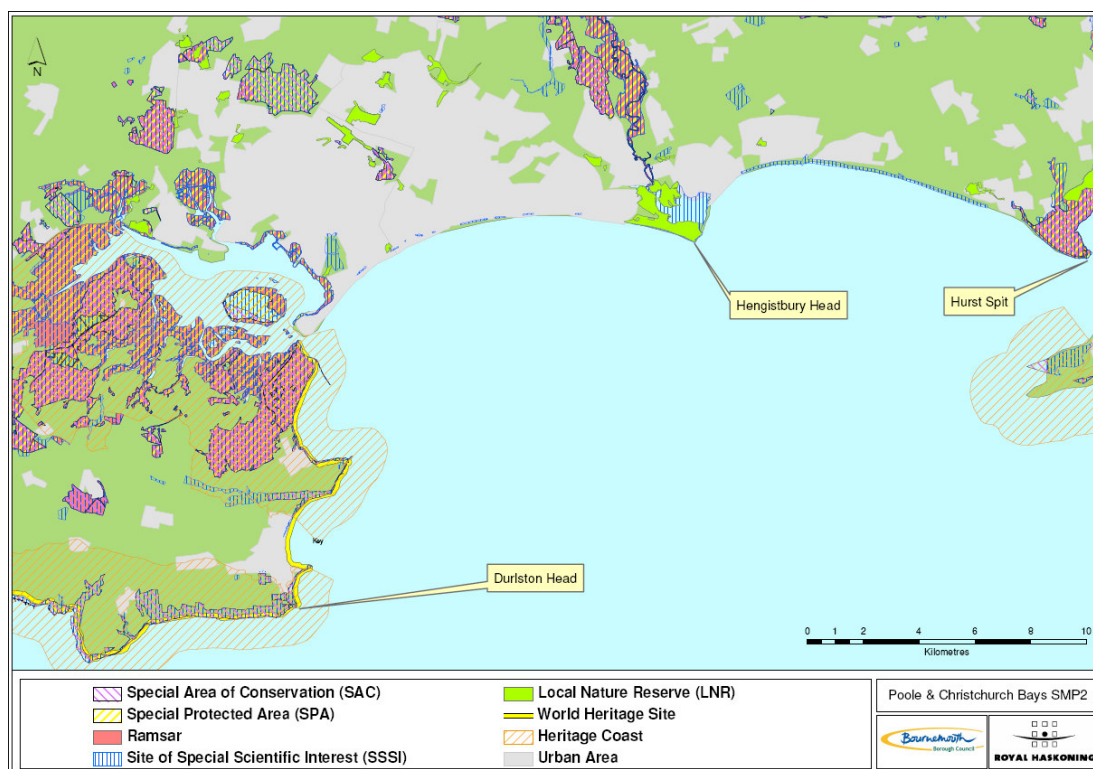 N
Hengistbury Head
Hurst Spit
Key
Durlston Head
0 1 2 4 6 8 10
Kilometres
Special Area of Conservation (SAC)
Special Protected Area (SPA)
Ramsar
Site of Special Scientific Interest (SSSI)
Local Nature Reserve (LNR)
World Heritage Site
Heritage Coast
Urban Area
Poole & Christchurch Bays SMP2
Bournemouth
Borough Council
ROYAL HASKONING